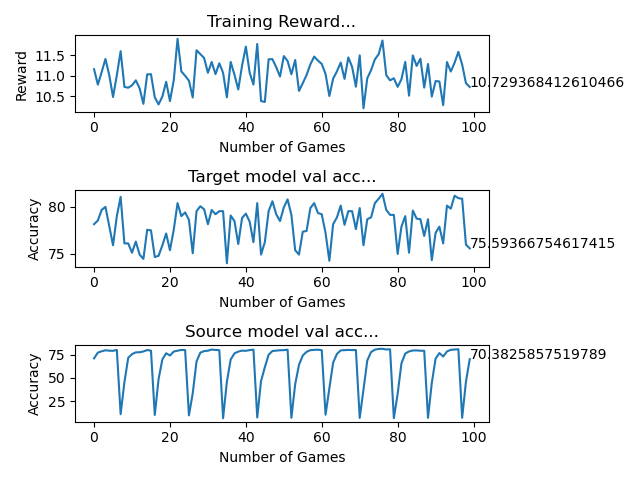 Training Reward...
Reward
11.5
11.0
10.5
10.729368412610466
0 20 40 60 80 100
Number of Games
Target model val acc...
Accuracy
80
75
75.59366754617415
0 20 40 60 80 100
Number of Games
Source model val acc...
Accuracy
75
50
25
70.3825857519789
0 20 40 60 80 100
Number of Games